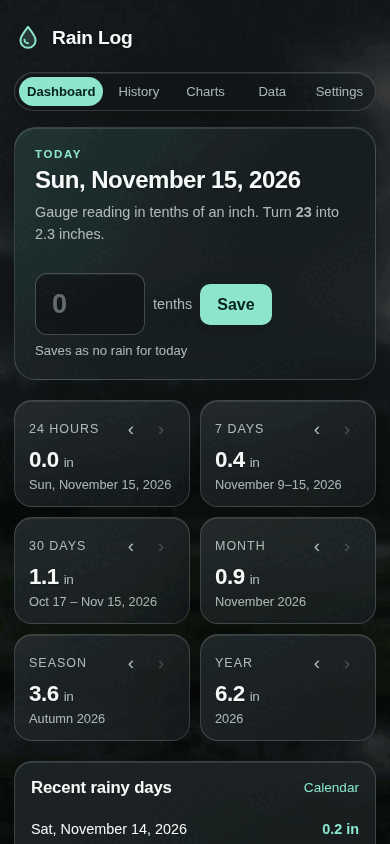 Rain Log
Dashboard History Charts Data Settings
TODAY
Sun, November 15, 2026
Gauge reading in tenths of an inch. Turn 23 into
2.3 inches.
0 tenths Save
Saves as no rain for today
24 HOURS ‹ ›
0.0 in
Sun, November 15, 2026
7 DAYS ‹ ›
0.4 in
November 9–15, 2026
30 DAYS ‹ ›
1.1 in
Oct 17 – Nov 15, 2026
MONTH ‹ ›
0.9 in
November 2026
SEASON ‹ ›
3.6 in
Autumn 2026
YEAR ‹ ›
6.2 in
2026
Recent rainy days Calendar
Sat, November 14, 2026 0.2 in